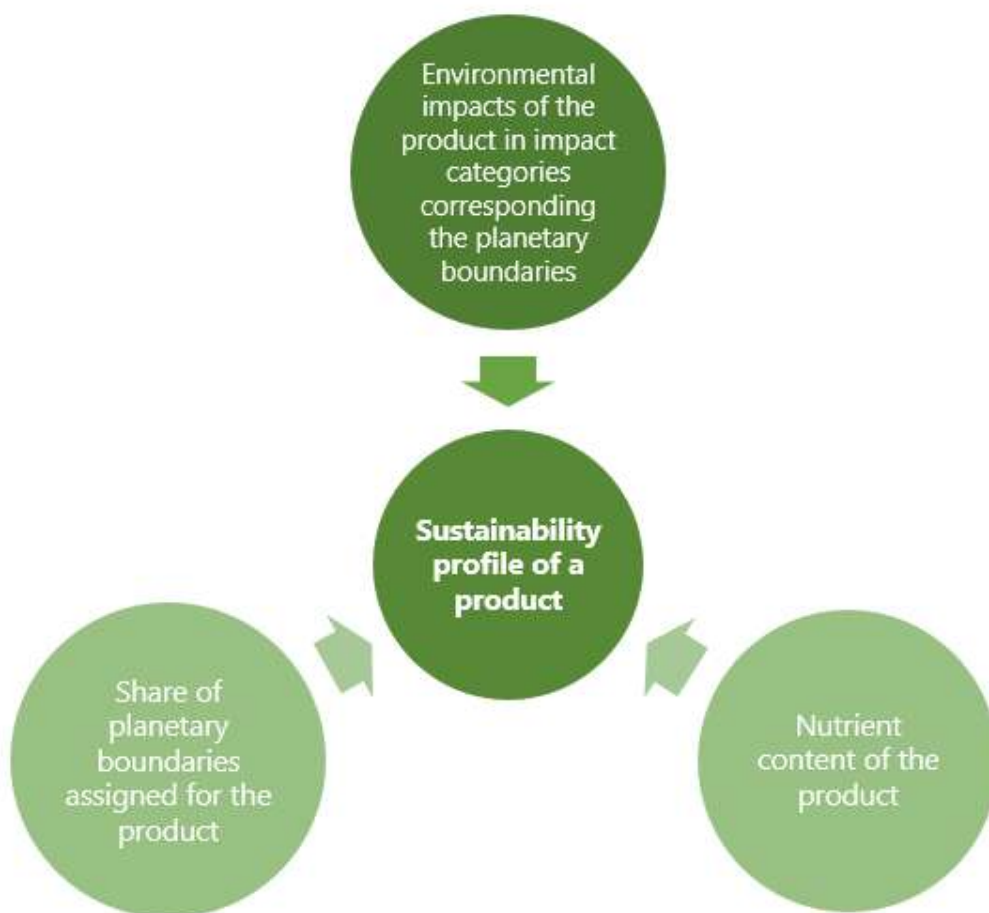 Environmental
impacts of the
product in impact
categories
corresponding
the planetary
boundaries
Sustainability
profile of a
product
Share of
planetary
boundaries
assigned for the
product
Nutrient
content of the
product